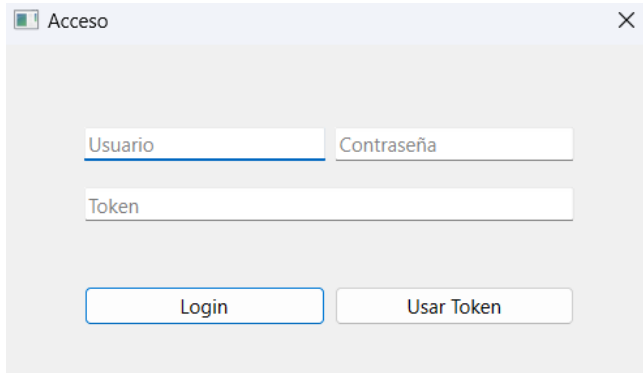 Acceso
Usuario Contraseña
Token
Login Usar Token